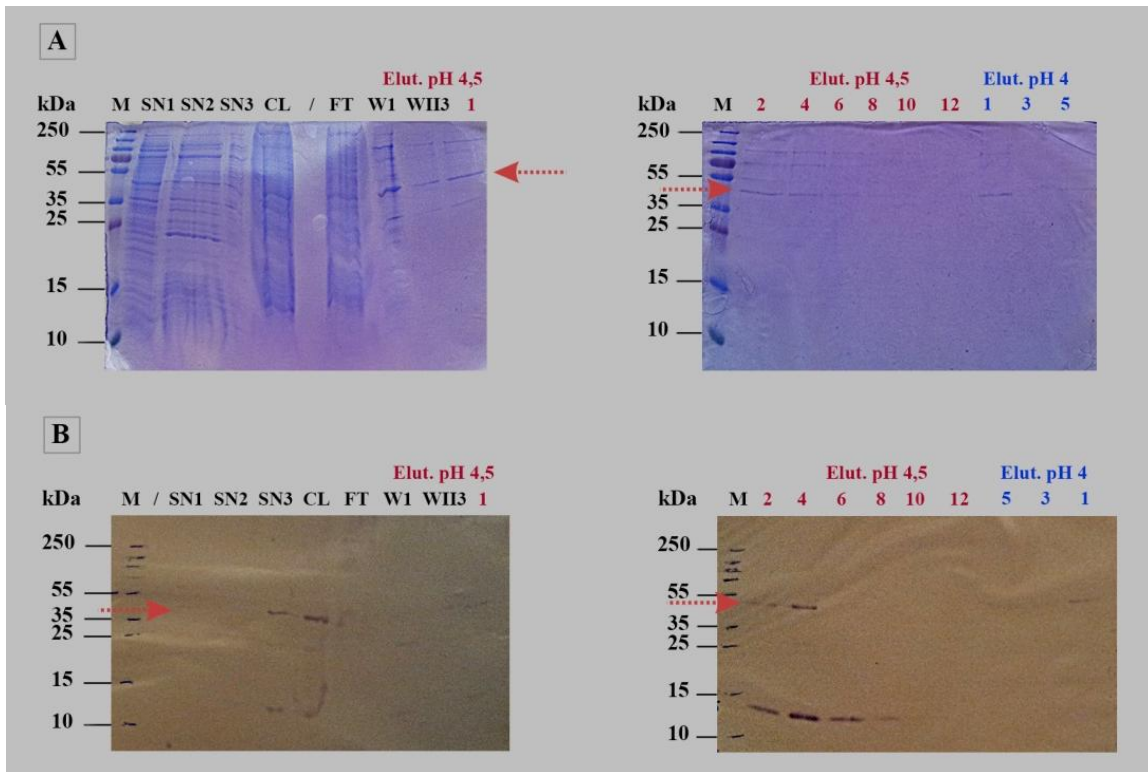 A
Elut. pH 4,5
kDa M SN1 SN2 SN3 CL / FT W1 WII3 1
250
55
35
25
15
10
Elut. pH 4,5 Elut. pH 4
kDa M 2 4 6 8 10 12 1 3 5
250
55
35
25
15
10
B
Elut. pH 4,5
kDa M / SN1 SN2 SN3 CL FT W1 WII3 1
250
55
35
25
15
10
Elut. pH 4,5 Elut. pH 4
kDa M 2 4 6 8 10 12 5 3 1
250
55
35
25
15
10